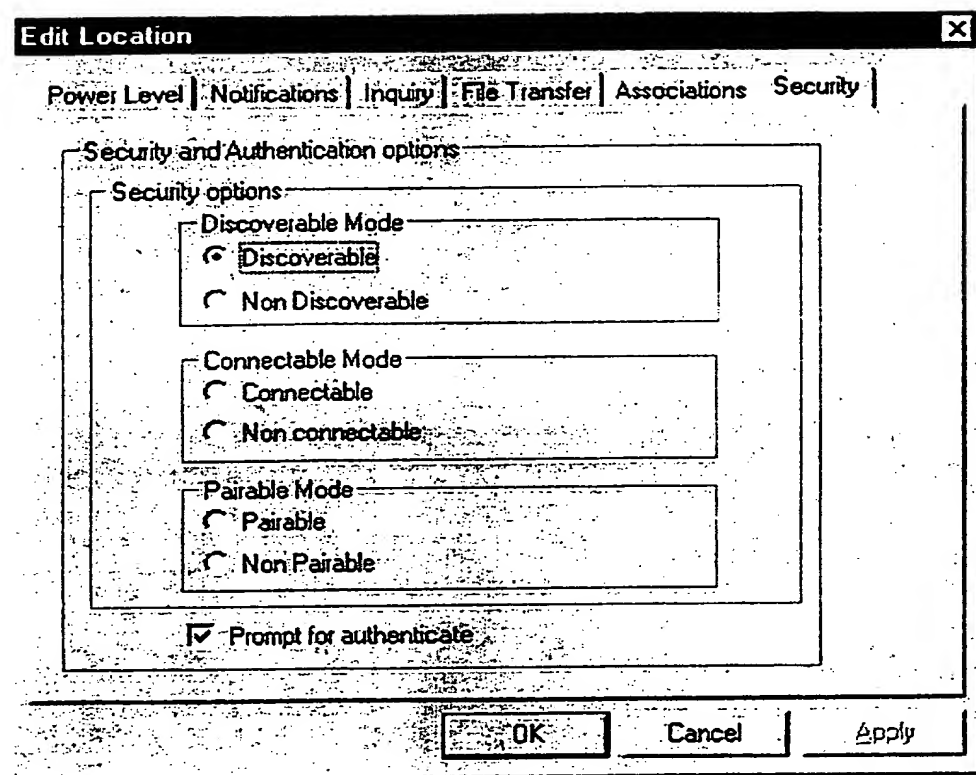 Edit Location
Power Level Notifications Inquiry File Transfer Associations Security
Security and Authentication options
Security options
Discoverable Mode
Discoverable
Non Discoverable
Connectable Mode
Connectable
Non connectable
Pairable Mode
Pairable
Non Pairable
Prompt for authenticate
OK Cancel Apply